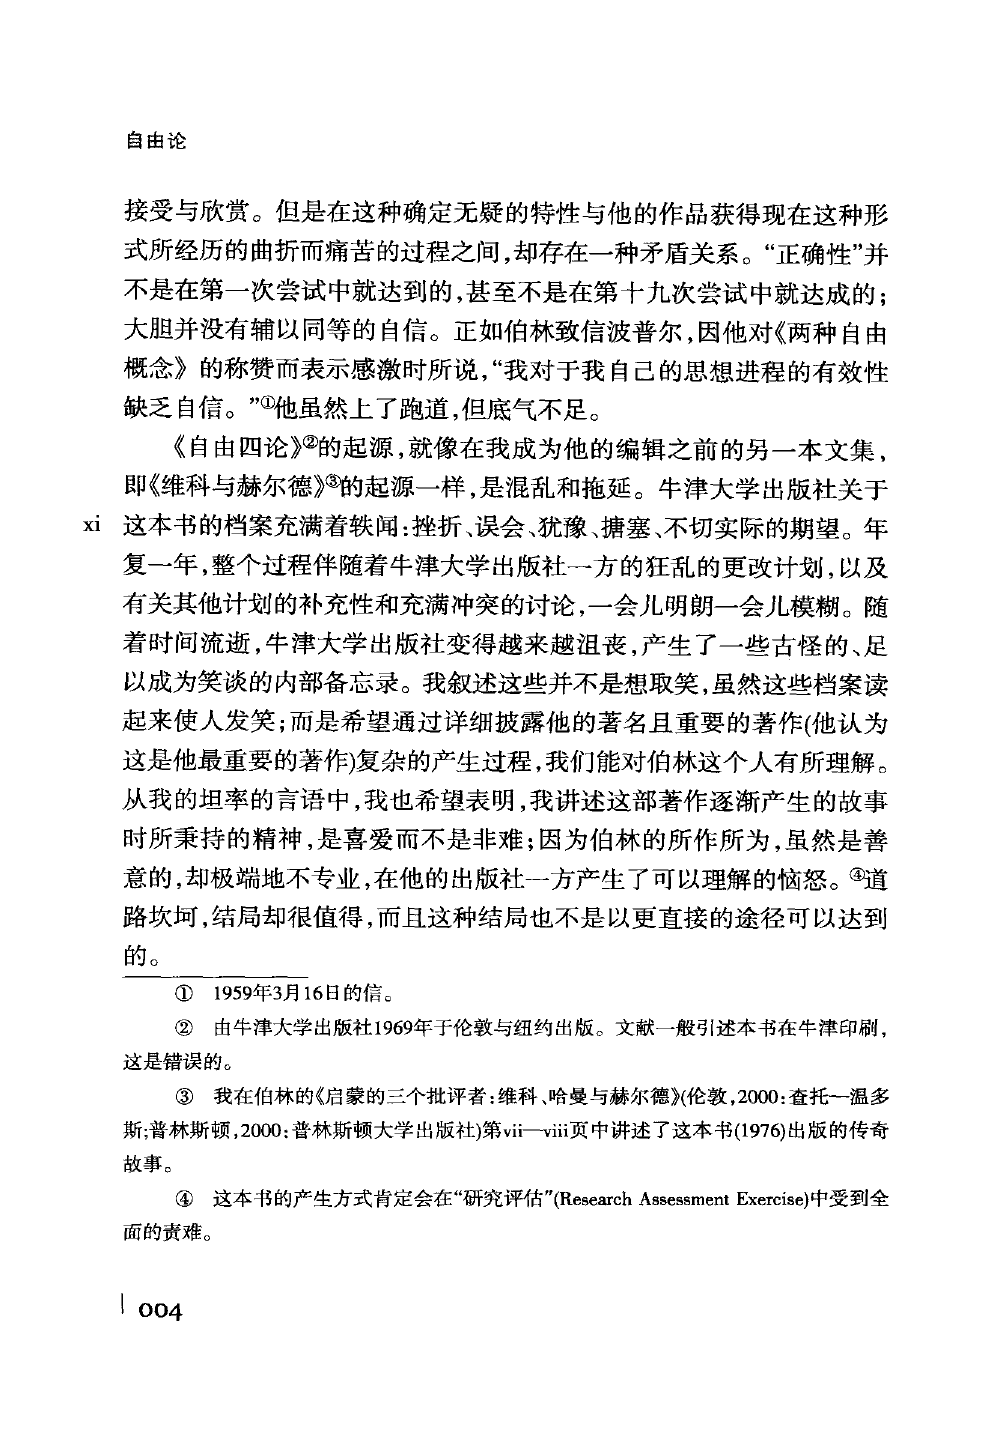 自由论
接受与欣赏。但是在这种确定无疑的特性与他的作品获得现在这种形
式所经历的曲折而痛苦的过程之间,却存在一种矛盾关系。“正确性”并
不是在第一次尝试中就达到的,甚至不是在第十九次尝试中就达成的;
大胆并没有辅以同等的自信。正如伯林致信波普尔,因他对《两种自由
概念》的称赞而表示感激时所说,“我对于我自己的思想进程的有效性
缺乏自信。”①他虽然上了跑道,但底气不足。
《自由四论》②的起源,就像在我成为他的编辑之前的另一本文集,
即《维科与赫尔德》③的起源一样,是混乱和拖延。牛津大学出版社关于
xi 这本书的档案充满着轶闻:挫折、误会、犹豫、搪塞、不切实际的期望。年
复一年,整个过程伴随着牛津大学出版社一方的狂乱的更改计划,以及
有关其他计划的补充性和充满冲突的讨论,一会儿明朗一会儿模糊。随
着时间流逝,牛津大学出版社变得越来越沮丧,产生了一些古怪的、足
以成为笑谈的内部备忘录。我叙述这些并不是想取笑,虽然这些档案读
起来使人发笑;而是希望通过详细披露他的著名且重要的著作(他认为
这是他最重要的著作)复杂的产生过程,我们能对伯林这个人有所理解。
从我的坦率的言语中,我也希望表明,我讲述这部著作逐渐产生的故事
时所秉持的精神,是喜爱而不是非难;因为伯林的所作所为,虽然是善
意的,却极端地不专业,在他的出版社一方产生了可以理解的恼怒。④道
路坎坷,结局却很值得,而且这种结局也不是以更直接的途径可以达到
的。
① 1959年3月16日的信。
② 由牛津大学出版社1969年于伦敦与纽约出版。文献一般引述本书在牛津印刷,
这是错误的。
③ 我在伯林的《启蒙的三个批评者:维科、哈曼与赫尔德》(伦敦,2000:查托—温多
斯;普林斯顿,2000:普林斯顿大学出版社)第vii—viii页中讲述了这本书(1976)出版的传奇
故事。
④ 这本书的产生方式肯定会在“研究评估”(Research Assessment Exercise)中受到全
面的责难。
004